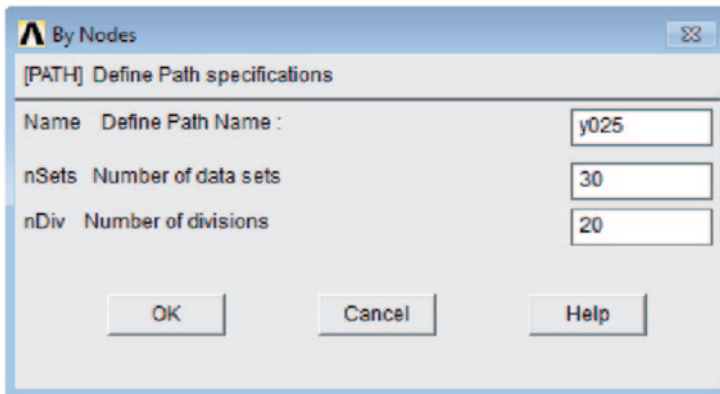 By Nodes
[PATH] Define Path specifications
Name Define Path Name : y025
nSets Number of data sets 30
nDiv Number of divisions 20
OK Cancel Help